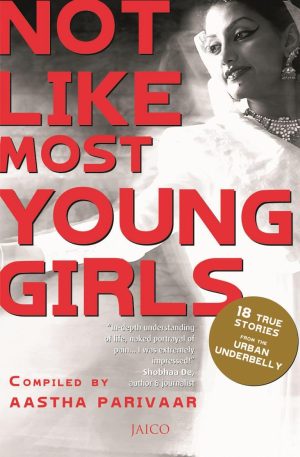 NOT
LIKE
MOST
YOUNG
GIRLS
18 TRUE
STORIES
FROM THE
URBAN
UNDERBELLY
"In-depth understanding
of life, naked portrayal of
pain... I was extremely
impressed!"
-Shobhaa De,
author & journalist
COMPILED BY
AASTHA PARIVAAR
JAICO